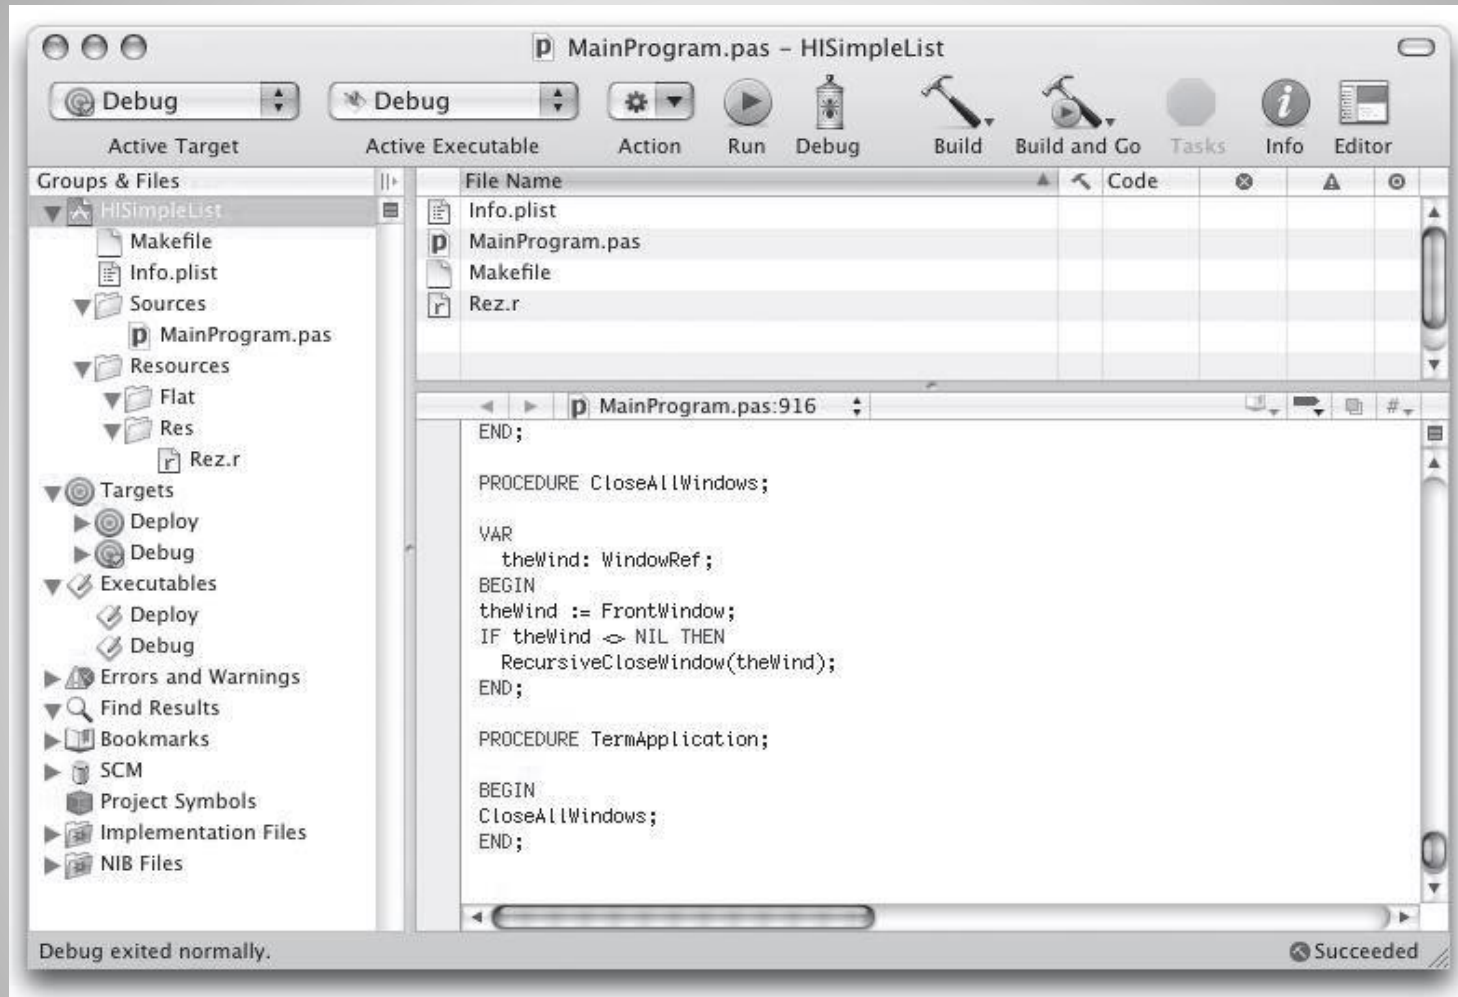 MainProgram.pas – HISimpleList
Debug
Debug
Active Target
Active Executable
Action
Run
Debug
Build
Build and Go
Tasks
Info
Editor
Groups & Files
HISimpleList
Makefile
Info.plist
Sources
MainProgram.pas
Resources
Flat
Res
Rez.r
Targets
Deploy
Debug
Executables
Deploy
Debug
Errors and Warnings
Find Results
Bookmarks
SCM
Project Symbols
Implementation Files
NIB Files
File Name
Code
Info.plist
MainProgram.pas
Makefile
Rez.r
MainProgram.pas:916
#
END;
PROCEDURE CloseAllWindows;
VAR
theWind: WindowRef;
BEGIN
theWind := FrontWindow;
IF theWind <> NIL THEN
RecursiveCloseWindow(theWind);
END;
PROCEDURE TermApplication;
BEGIN
CloseAllWindows;
END;
Debug exited normally.
Succeeded